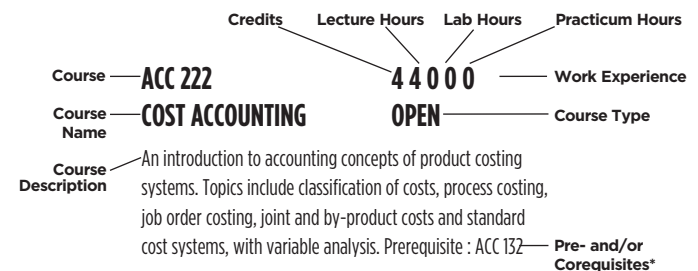 Credits Lecture Hours Lab Hours Practicum Hours
Course ACC 222 4 4 0 0 0 Work Experience
Course Name COST ACCOUNTING OPEN Course Type
Course Description An introduction to accounting concepts of product costing
systems. Topics include classification of costs, process costing,
job order costing, joint and by-product costs and standard
cost systems, with variable analysis. Prerequisite : ACC 132 Pre- and/or
Corequisites*